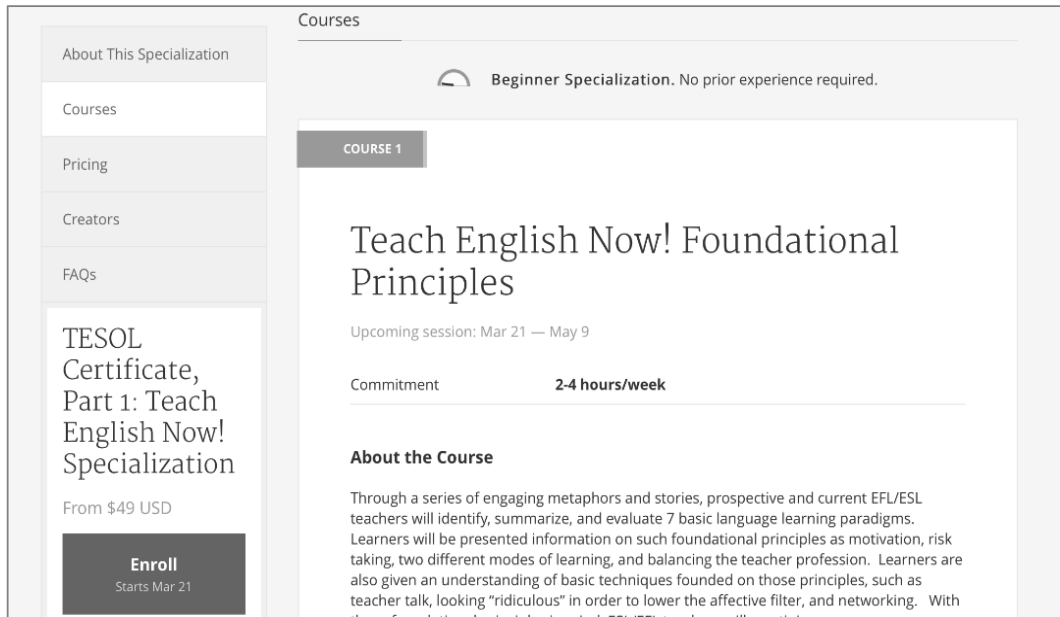 About This Specialization
Courses
Pricing
Creators
FAQs
TESOL
Certificate,
Part 1: Teach
English Now!
Specialization
From $49 USD
Enroll
Starts Mar 21
Courses
Beginner Specialization. No prior experience required.
COURSE 1
Teach English Now! Foundational
Principles
Upcoming session: Mar 21 — May 9
Commitment 2-4 hours/week
About the Course
Through a series of engaging metaphors and stories, prospective and current EFL/ESL
teachers will identify, summarize, and evaluate 7 basic language learning paradigms.
Learners will be presented information on such foundational principles as motivation, risk
taking, two different modes of learning, and balancing the teacher profession.  Learners are
also given an understanding of basic techniques founded on those principles, such as
teacher talk, looking “ridiculous” in order to lower the affective filter, and networking.   With